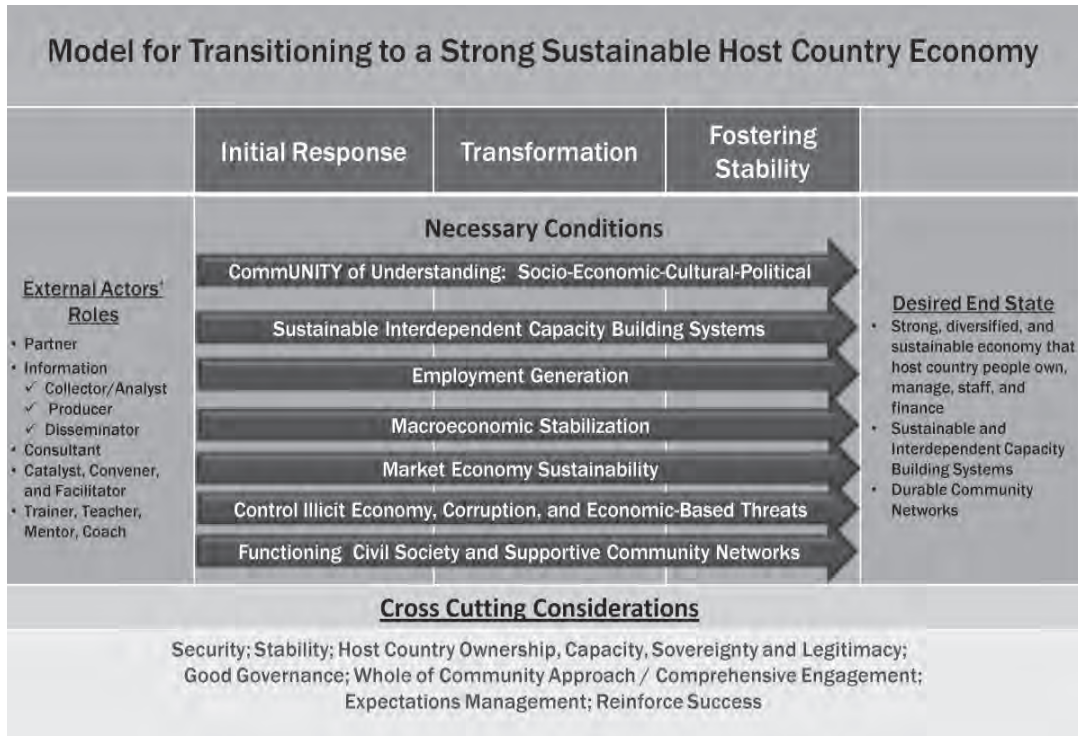 Model for Transitioning to a Strong Sustainable Host Country Economy
Initial Response
Transformation
Fostering
Stability
External Actors'
Roles
• Partner
• Information
✓ Collector/Analyst
✓ Producer
✓ Disseminator
• Consultant
• Catalyst, Convener,
and Facilitator
• Trainer, Teacher,
Mentor, Coach
Necessary Conditions
CommUNITY of Understanding: Socio-Economic-Cultural-Political
Sustainable Interdependent Capacity Building Systems
Employment Generation
Macroeconomic Stabilization
Market Economy Sustainability
Control Illicit Economy, Corruption, and Economic-Based Threats
Functioning Civil Society and Supportive Community Networks
Desired End State
• Strong, diversified, and
sustainable economy that
host country people own,
manage, staff, and
finance
• Sustainable and
Interdependent Capacity
Building Systems
• Durable Community
Networks
Cross Cutting Considerations
Security; Stability; Host Country Ownership, Capacity, Sovereignty and Legitimacy;
Good Governance; Whole of Community Approach / Comprehensive Engagement;
Expectations Management; Reinforce Success